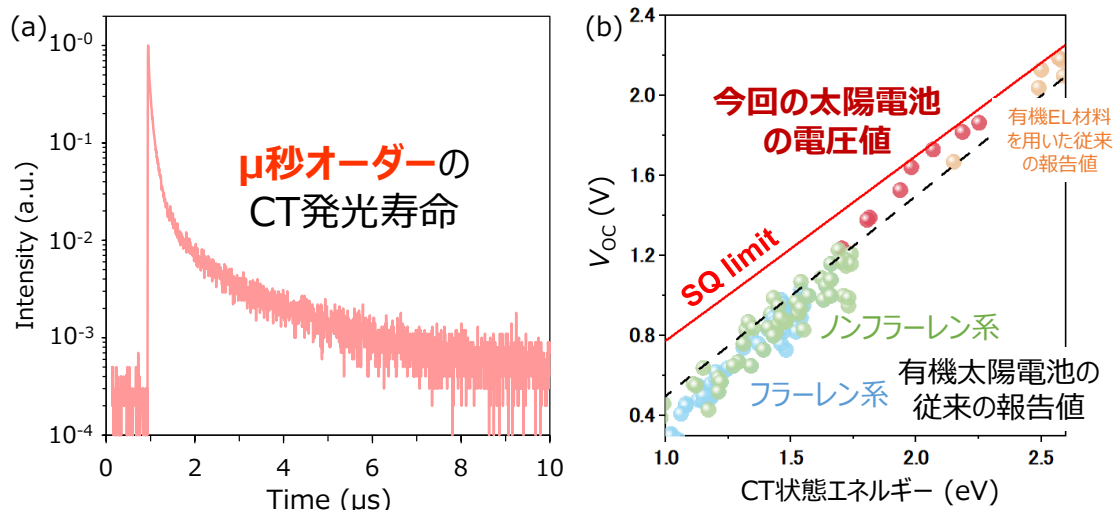 (a)
10⁻⁰
10⁻¹
10⁻²
10⁻³
10⁻⁴
Intensity (a.u.)
μ秒オーダーの
CT発光寿命
0
2
4
6
8
10
Time (μs)
(b)
2.4
2.0
1.6
1.2
0.8
0.4
V_OC (V)
今回の太陽電池
の電圧値
有機EL材料
を用いた従来
の報告値
SQ limit
ノンフラーレン系
フラーレン系
有機太陽電池の
従来の報告値
1.0
1.5
2.0
2.5
CT状態エネルギー (eV)